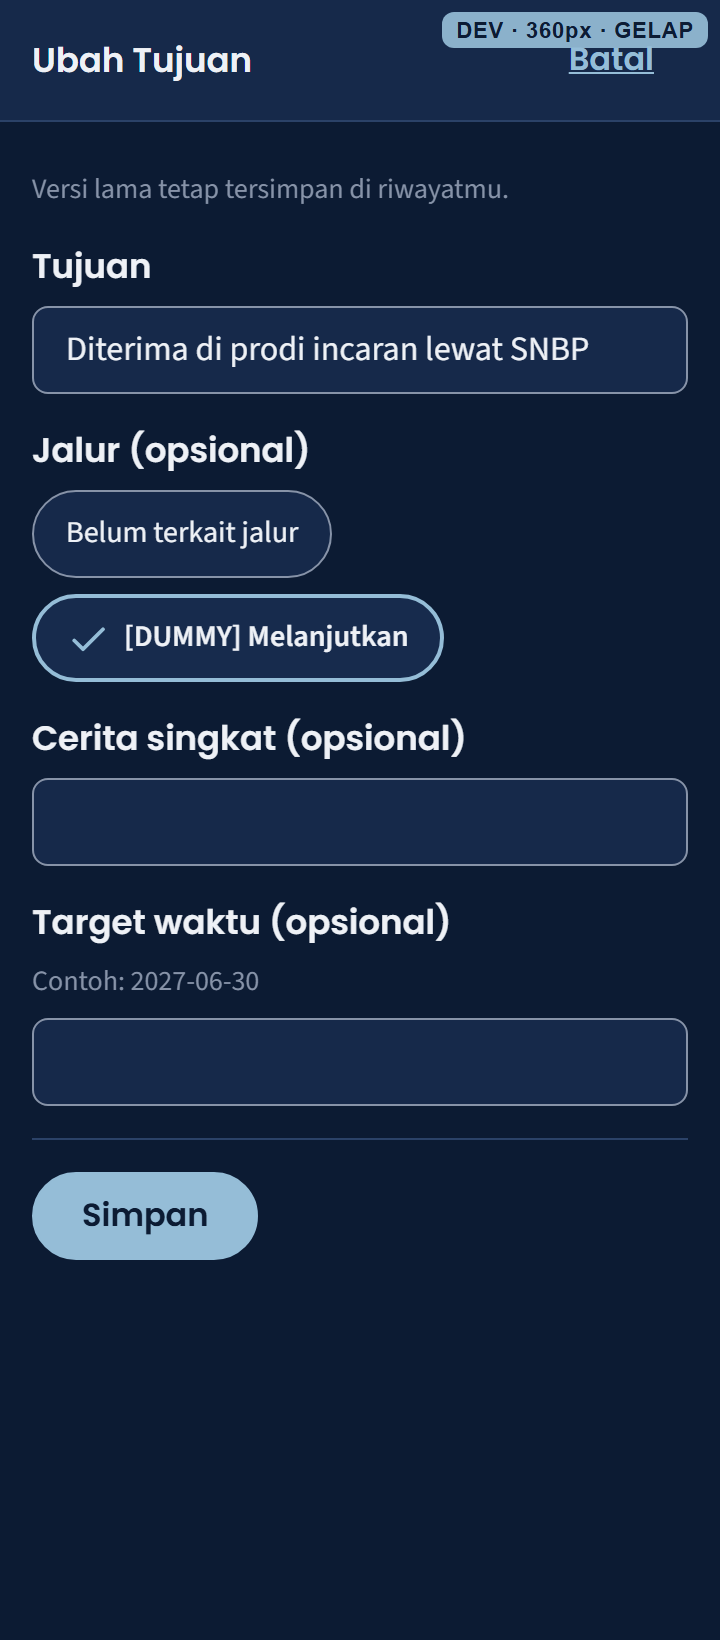 DEV · 360px · GELAP
Ubah Tujuan
Batal
Versi lama tetap tersimpan di riwayatmu.
Tujuan
Diterima di prodi incaran lewat SNBP
Jalur (opsional)
Belum terkait jalur
[DUMMY] Melanjutkan
Cerita singkat (opsional)
Target waktu (opsional)
Contoh: 2027-06-30
Simpan